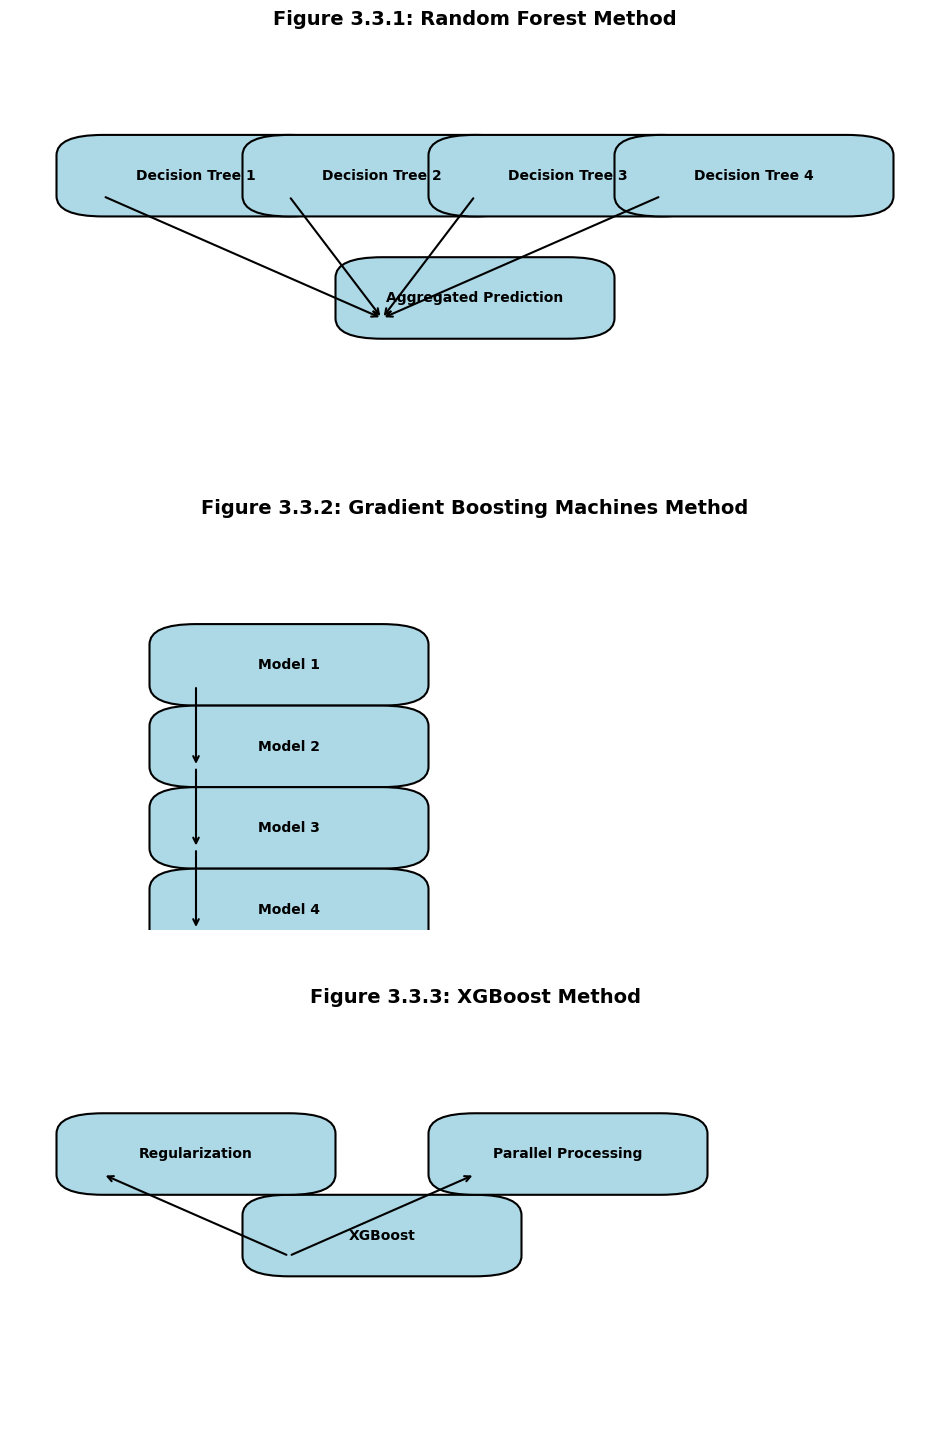 Figure 3.3.1: Random Forest Method
Decision Tree 1
Decision Tree 2
Decision Tree 3
Decision Tree 4
Aggregated Prediction
Figure 3.3.2: Gradient Boosting Machines Method
Model 1
Model 2
Model 3
Model 4
Figure 3.3.3: XGBoost Method
Regularization
Parallel Processing
XGBoost